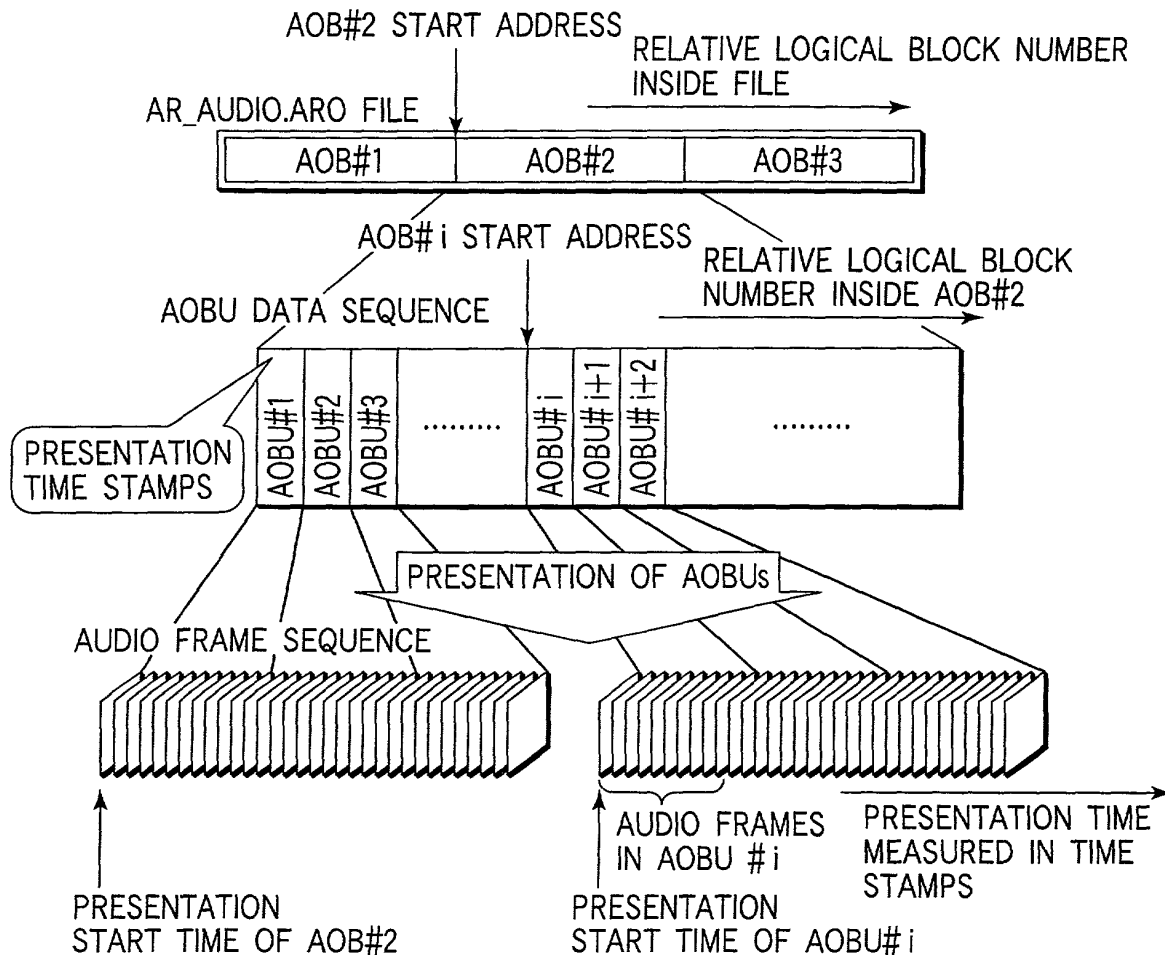 AOB#2 START ADDRESS
RELATIVE LOGICAL BLOCK NUMBER
INSIDE FILE
AR_AUDIO.ARO FILE
AOB#1
AOB#2
AOB#3
AOB#i START ADDRESS
RELATIVE LOGICAL BLOCK
NUMBER INSIDE AOB#2
AOBU DATA SEQUENCE
PRESENTATION
TIME STAMPS
AOBU#1
AOBU#2
AOBU#3
.........
AOBU#i
AOBU#i+1
AOBU#i+2
.........
PRESENTATION OF AOBUs
AUDIO FRAME SEQUENCE
AUDIO FRAMES
IN AOBU #i
PRESENTATION TIME
MEASURED IN TIME
STAMPS
PRESENTATION
START TIME OF AOB#2
PRESENTATION
START TIME OF AOBU#i